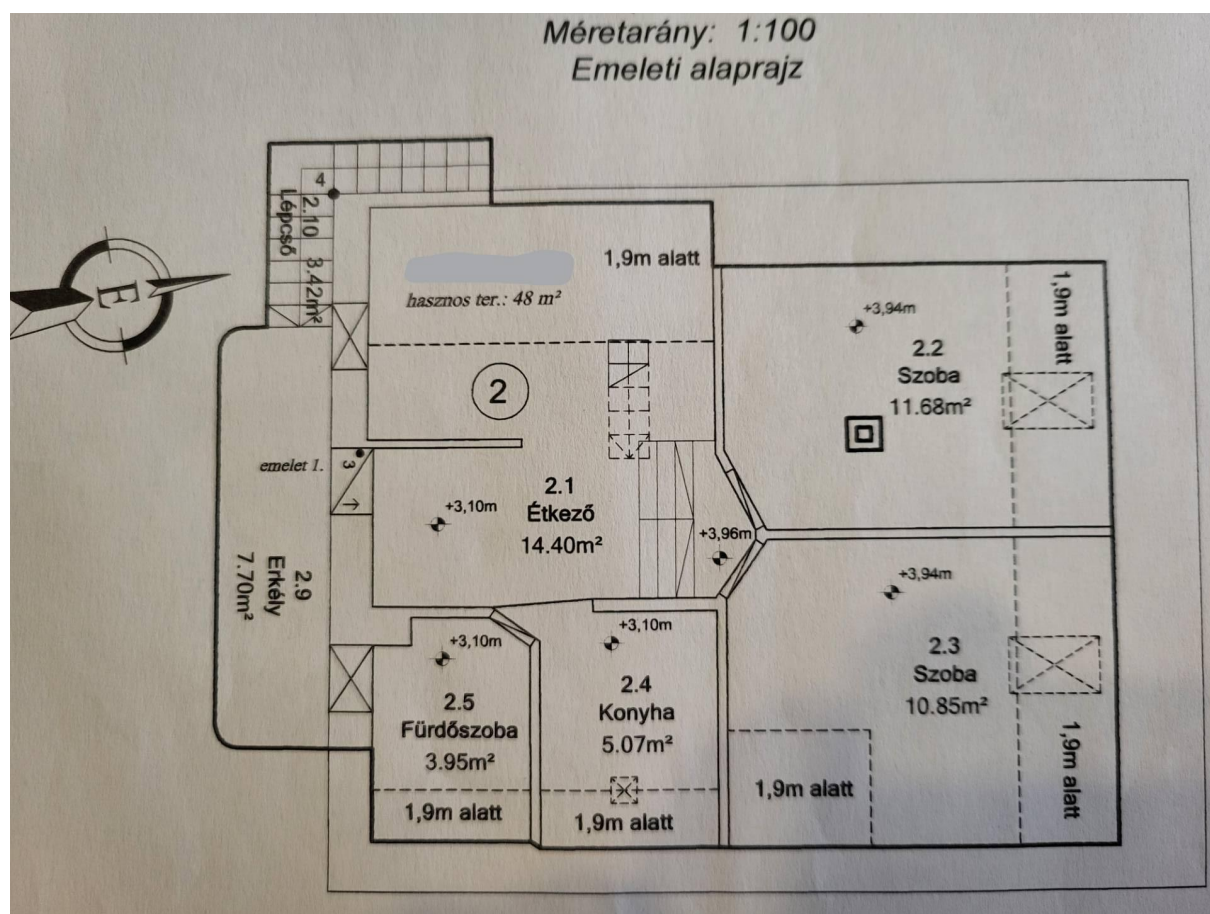 Méretarány: 1:100
Emeleti alaprajz
4
2.10
Lépcső
3.42m²
1,9m alatt
hasznos ter.: 48 m²
1,9m alatt
+3,94m
2.2
Szoba
11.68m²
E
2
emelet 1.
3
+3,10m
2.1
Étkező
14.40m²
+3,96m
2.9
Erkély
7.70m²
+3,94m
2.3
Szoba
10.85m²
+3,10m
2.5
Fürdőszoba
3.95m²
1,9m alatt
+3,10m
2.4
Konyha
5.07m²
1,9m alatt
1,9m alatt
1,9m alatt